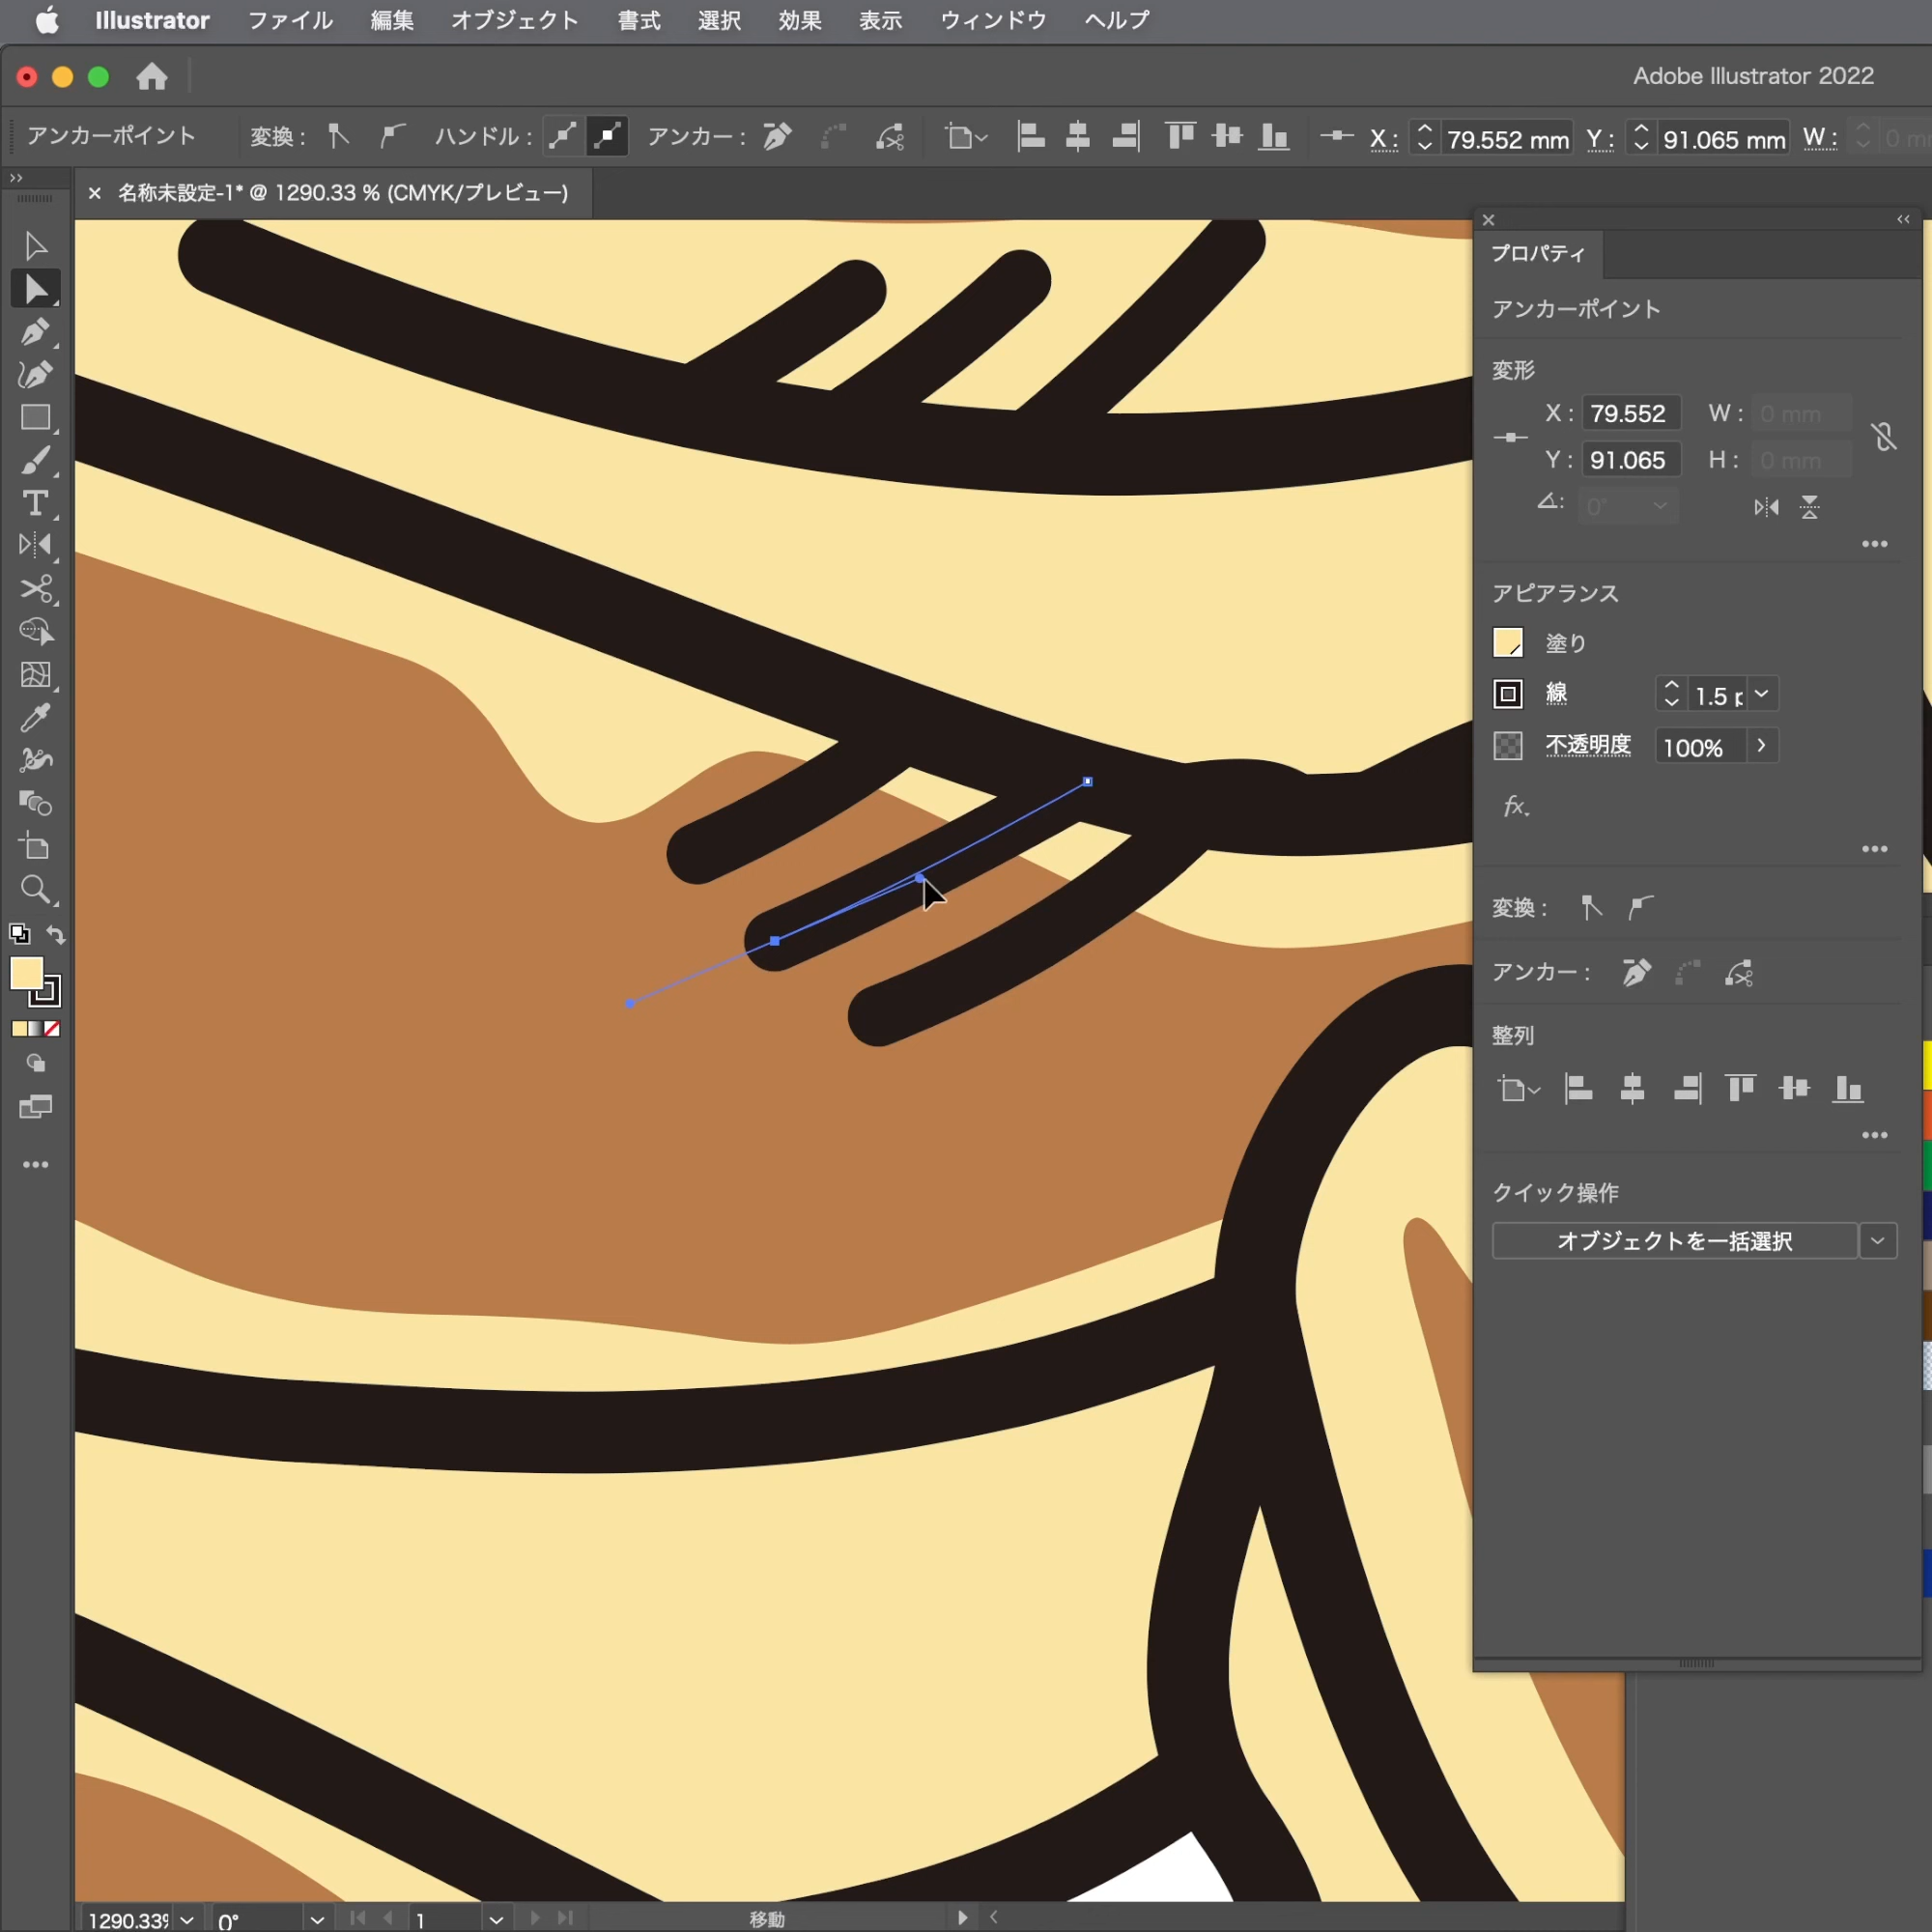 Illustrator ファイル 編集 オブジェクト 書式 選択 効果 表示 ウィンドウ ヘルプ
Adobe Illustrator 2022
アンカーポイント 変換： ハンドル： アンカー： X： 79.552 mm Y： 91.065 mm W： 0 mm
名称未設定-1* @ 1290.33 % (CMYK/プレビュー)
プロパティ
アンカーポイント
変形
X： 79.552 W： 0 mm
Y： 91.065 H： 0 mm
0°
アピアランス
塗り
線 1.5 p
不透明度 100%
fx.
変換：
アンカー：
整列
クイック操作
オブジェクトを一括選択
1290.33% 0° 1 移動